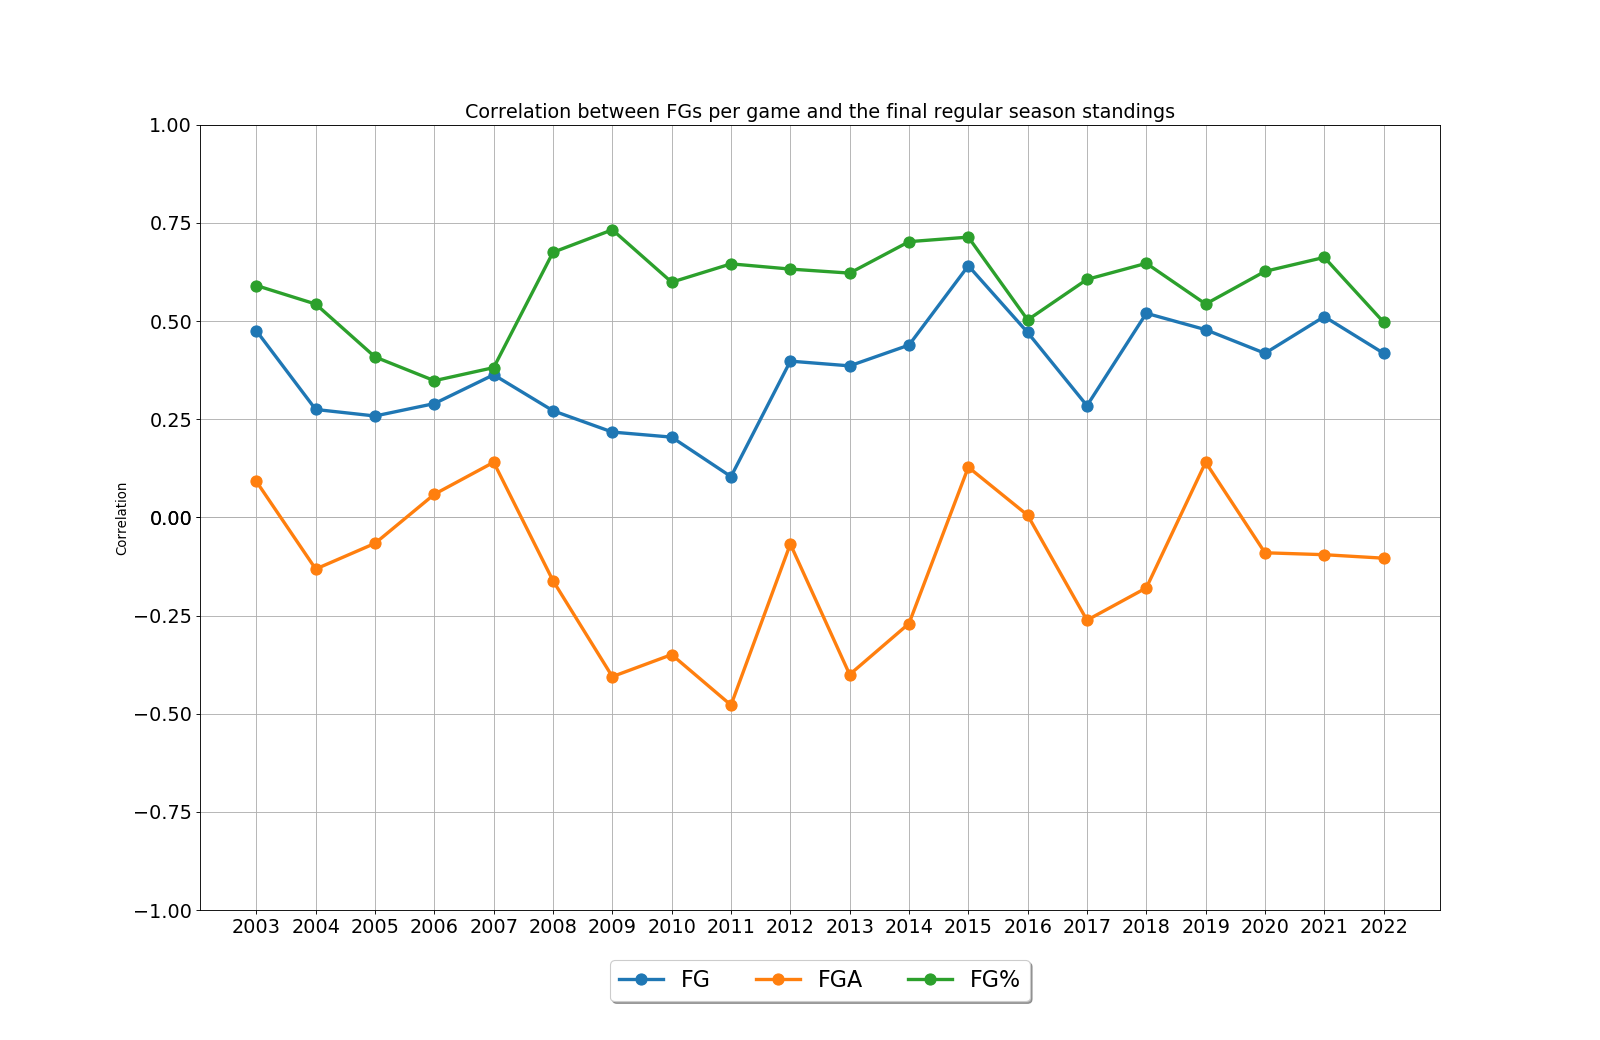 Correlation between FGs per game and the final regular season standings
1.00
0.75
0.50
0.25
0.00
−0.25
−0.50
−0.75
−1.00
Correlation
2003 2004 2005 2006 2007 2008 2009 2010 2011 2012 2013 2014 2015 2016 2017 2018 2019 2020 2021 2022
FG FGA FG%